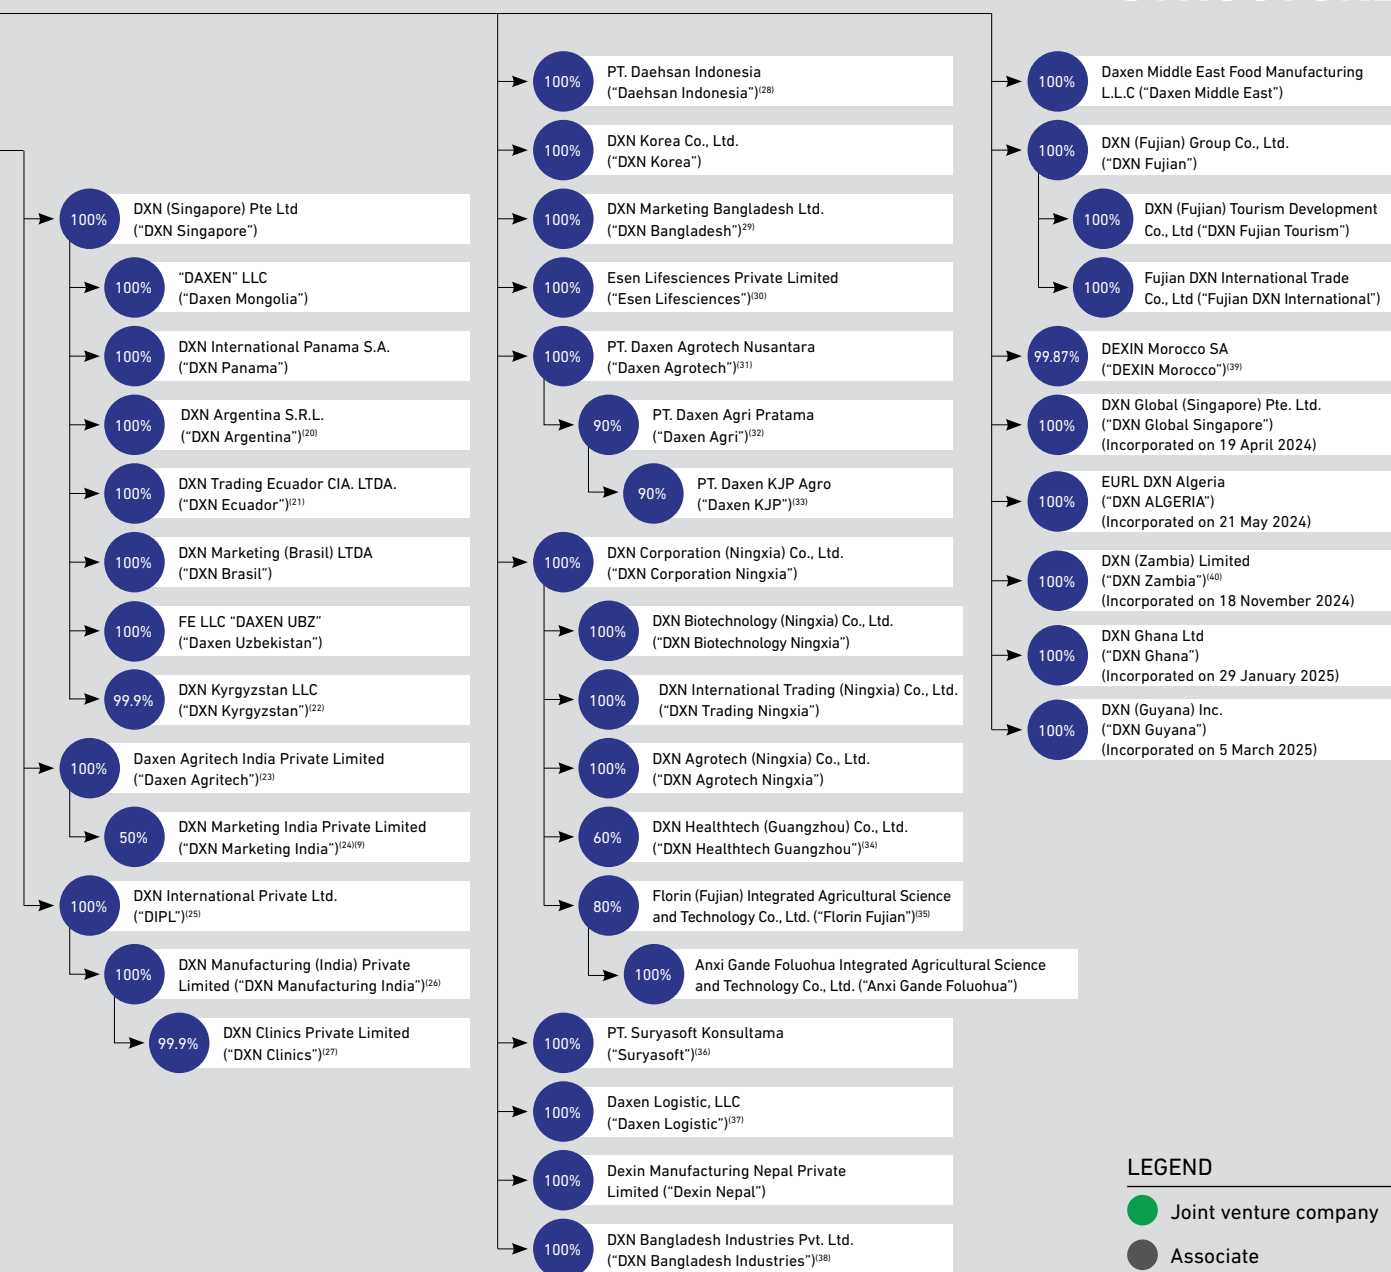 100%
DXN (Singapore) Pte Ltd
(“DXN Singapore”)
100%
“DAXEN” LLC
(“Daxen Mongolia”)
100%
DXN International Panama S.A.
(“DXN Panama”)
100%
DXN Argentina S.R.L.
(“DXN Argentina”)(20)
100%
DXN Trading Ecuador CIA. LTDA.
(“DXN Ecuador”)(21)
100%
DXN Marketing (Brasil) LTDA
(“DXN Brasil”)
100%
FE LLC “DAXEN UBZ”
(“Daxen Uzbekistan”)
99.9%
DXN Kyrgyzstan LLC
(“DXN Kyrgyzstan”)(22)
100%
Daxen Agritech India Private Limited
(“Daxen Agritech”)(23)
50%
DXN Marketing India Private Limited
(“DXN Marketing India”)(24)(9)
100%
DXN International Private Ltd.
(“DIPL”)(25)
100%
DXN Manufacturing (India) Private
Limited (“DXN Manufacturing India”)(26)
99.9%
DXN Clinics Private Limited
(“DXN Clinics”)(27)
100%
PT. Daehsan Indonesia
(“Daehsan Indonesia”)(28)
100%
DXN Korea Co., Ltd.
(“DXN Korea”)
100%
DXN Marketing Bangladesh Ltd.
(“DXN Bangladesh”)29)
100%
Esen Lifesciences Private Limited
(“Esen Lifesciences”)(30)
100%
PT. Daxen Agrotech Nusantara
(“Daxen Agrotech”)(31)
90%
PT. Daxen Agri Pratama
(“Daxen Agri”)(32)
90%
PT. Daxen KJP Agro
(“Daxen KJP”)(33)
100%
DXN Corporation (Ningxia) Co., Ltd.
(“DXN Corporation Ningxia”)
100%
DXN Biotechnology (Ningxia) Co., Ltd.
(“DXN Biotechnology Ningxia”)
100%
DXN International Trading (Ningxia) Co., Ltd.
(“DXN Trading Ningxia”)
100%
DXN Agrotech (Ningxia) Co., Ltd.
(“DXN Agrotech Ningxia”)
60%
DXN Healthtech (Guangzhou) Co., Ltd.
(“DXN Healthtech Guangzhou”)(34)
80%
Florin (Fujian) Integrated Agricultural Science
and Technology Co., Ltd. (“Florin Fujian”)(35)
100%
Anxi Gande Foluohua Integrated Agricultural Science
and Technology Co., Ltd. (“Anxi Gande Foluohua”)
100%
PT. Suryasoft Konsultama
(“Suryasoft”)(36)
100%
Daxen Logistic, LLC
(“Daxen Logistic”)(37)
100%
Dexin Manufacturing Nepal Private
Limited (“Dexin Nepal”)
100%
DXN Bangladesh Industries Pvt. Ltd.
(“DXN Bangladesh Industries”)(38)
100%
Daxen Middle East Food Manufacturing
L.L.C (“Daxen Middle East”)
100%
DXN (Fujian) Group Co., Ltd.
(“DXN Fujian”)
100%
DXN (Fujian) Tourism Development
Co., Ltd (“DXN Fujian Tourism”)
100%
Fujian DXN International Trade
Co., Ltd (“Fujian DXN International”)
99.87%
DEXIN Morocco SA
(“DEXIN Morocco”)(39)
100%
DXN Global (Singapore) Pte. Ltd.
(“DXN Global Singapore”)
(Incorporated on 19 April 2024)
100%
EURL DXN Algeria
(“DXN ALGERIA”)
(Incorporated on 21 May 2024)
100%
DXN (Zambia) Limited
(“DXN Zambia”)(40)
(Incorporated on 18 November 2024)
100%
DXN Ghana Ltd
(“DXN Ghana”)
(Incorporated on 29 January 2025)
100%
DXN (Guyana) Inc.
(“DXN Guyana”)
(Incorporated on 5 March 2025)
LEGEND
Joint venture company
Associate